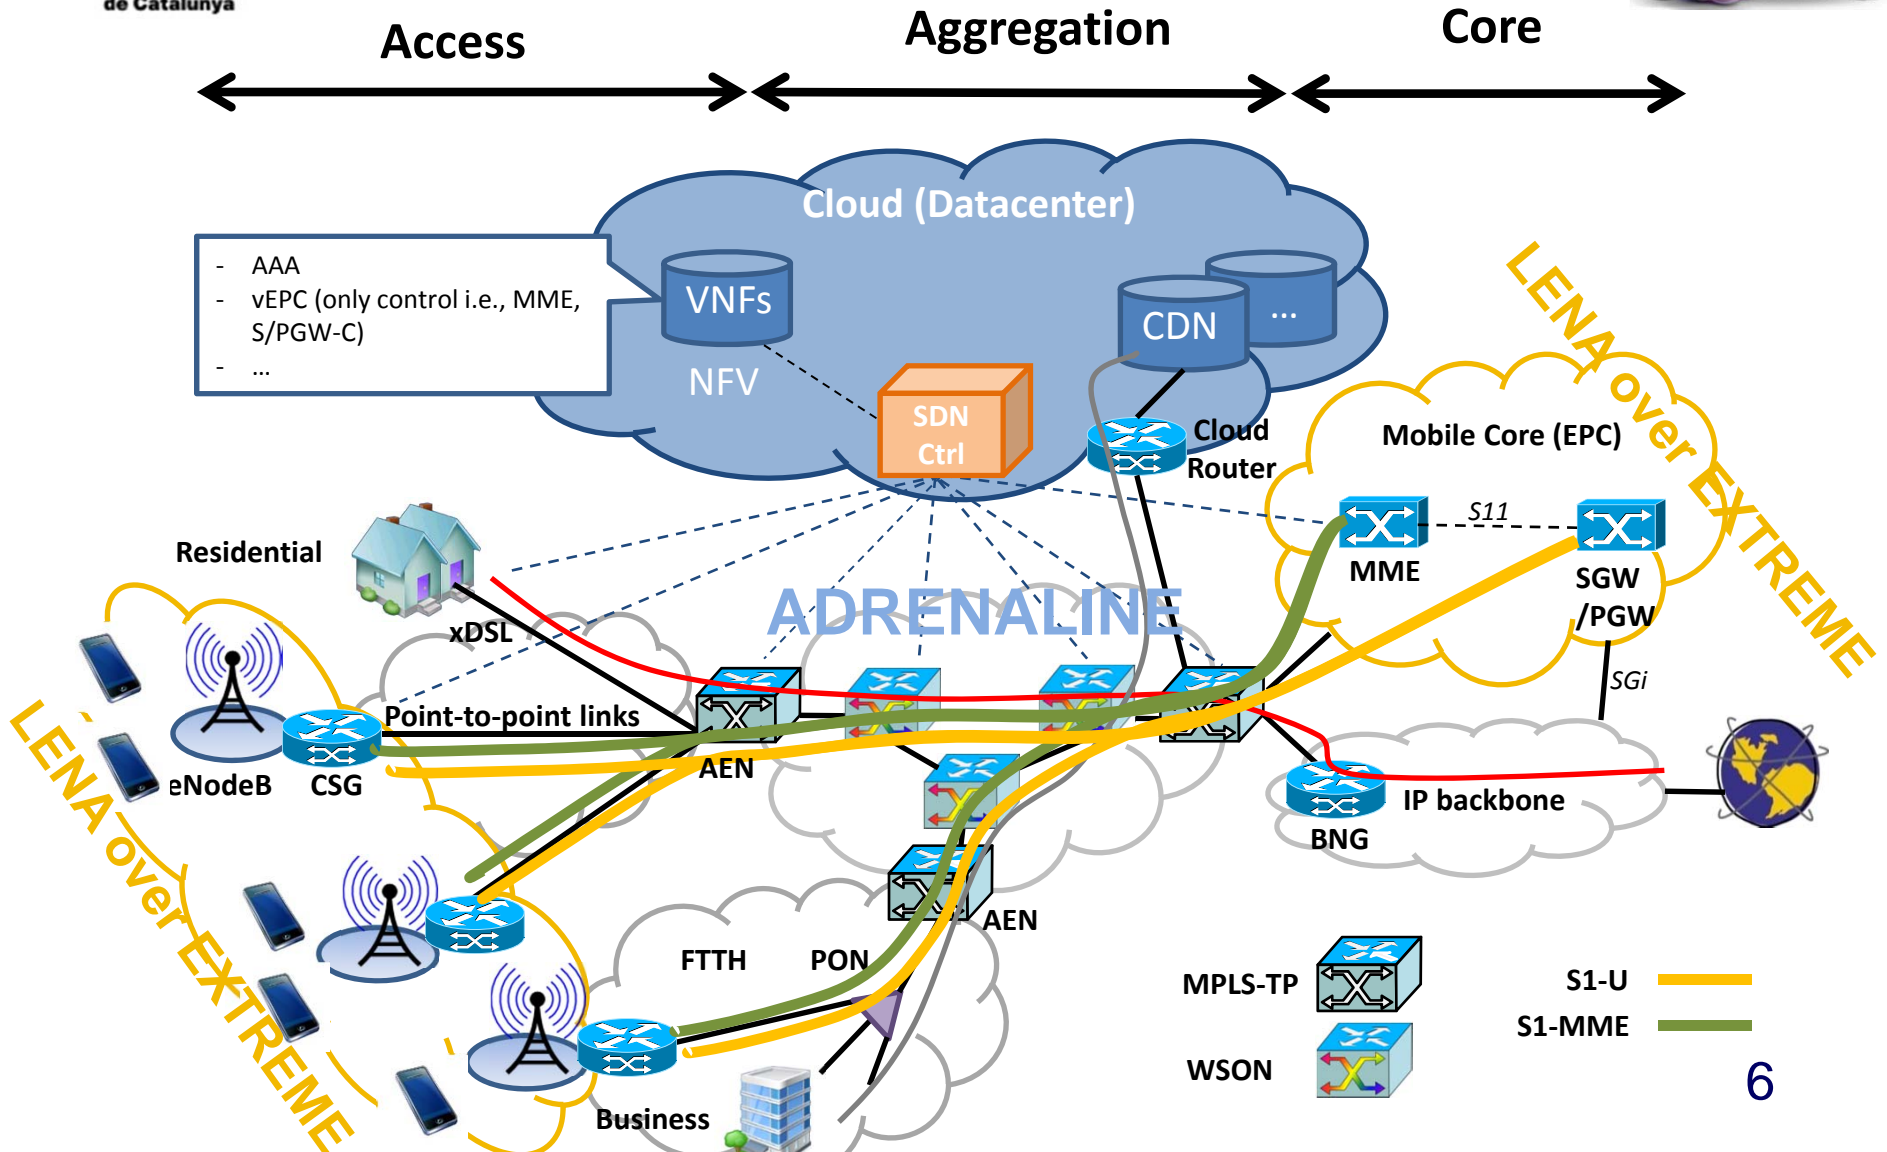 de Catalunya
Access
Aggregation
Core
Cloud (Datacenter)
- AAA
- vEPC (only control i.e., MME,
S/PGW-C)
- ...
VNFs
NFV
CDN
...
SDN
Ctrl
Cloud
Router
LENA over EXTREME
Mobile Core (EPC)
S11
MME
SGW
/PGW
SGi
Residential
xDSL
ADRENALINE
Point-to-point links
eNodeB
CSG
AEN
IP backbone
BNG
LENA over EXTREME
AEN
FTTH
PON
Business
MPLS-TP
WSON
S1-U
S1-MME
6